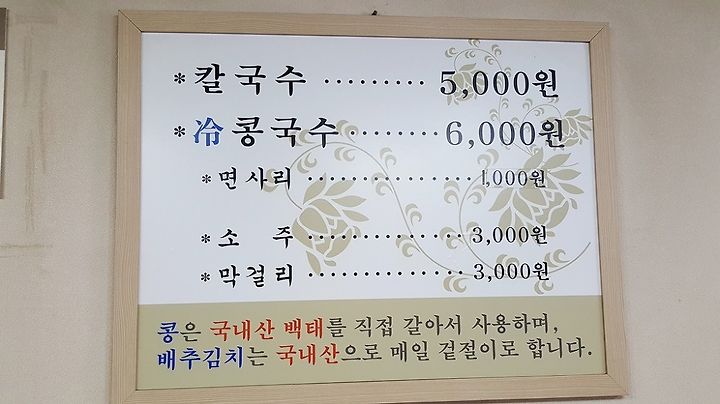 *칼국수 ········· 5,000원
*冷콩국수 ········ 6,000원
*면사리 ··············· 1,000원
*소 주 ·············· 3,000원
*막걸리 ·············· 3,000원
콩은 국내산 백태를 직접 갈아서 사용하며,
배추김치는 국내산으로 매일 겉절이로 합니다.